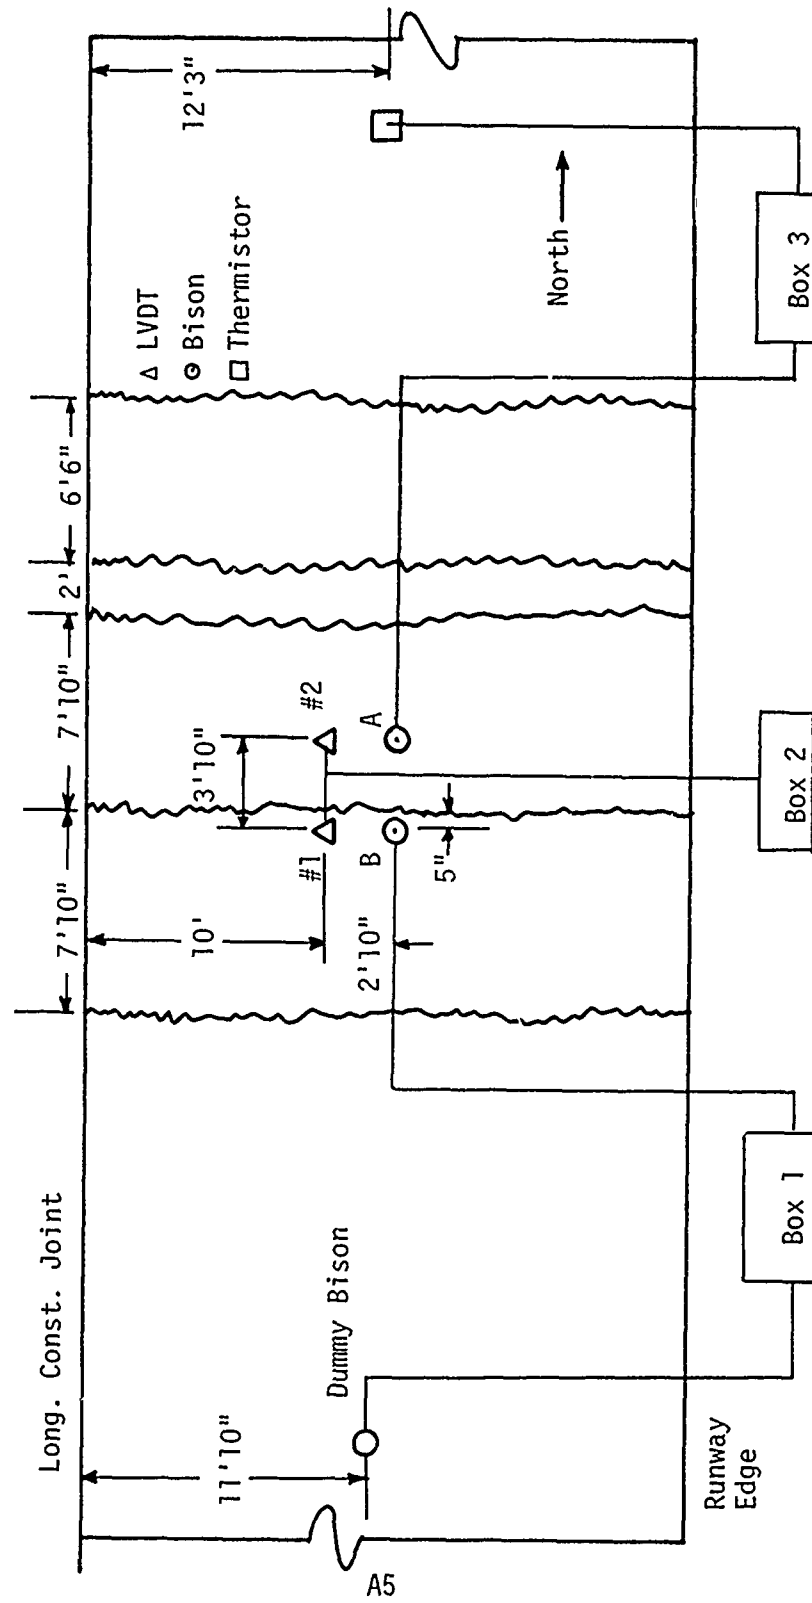 Long. Const. Joint
7'10"
7'10"
2'
6'6"
12'3"
△ LVDT
⊙ Bison
□ Thermistor
North
3'10"
#1
#2
10'
11'10"
Dummy Bison
2'10"
B
A
5"
A5
Runway
Edge
Box 1
Box 2
Box 3